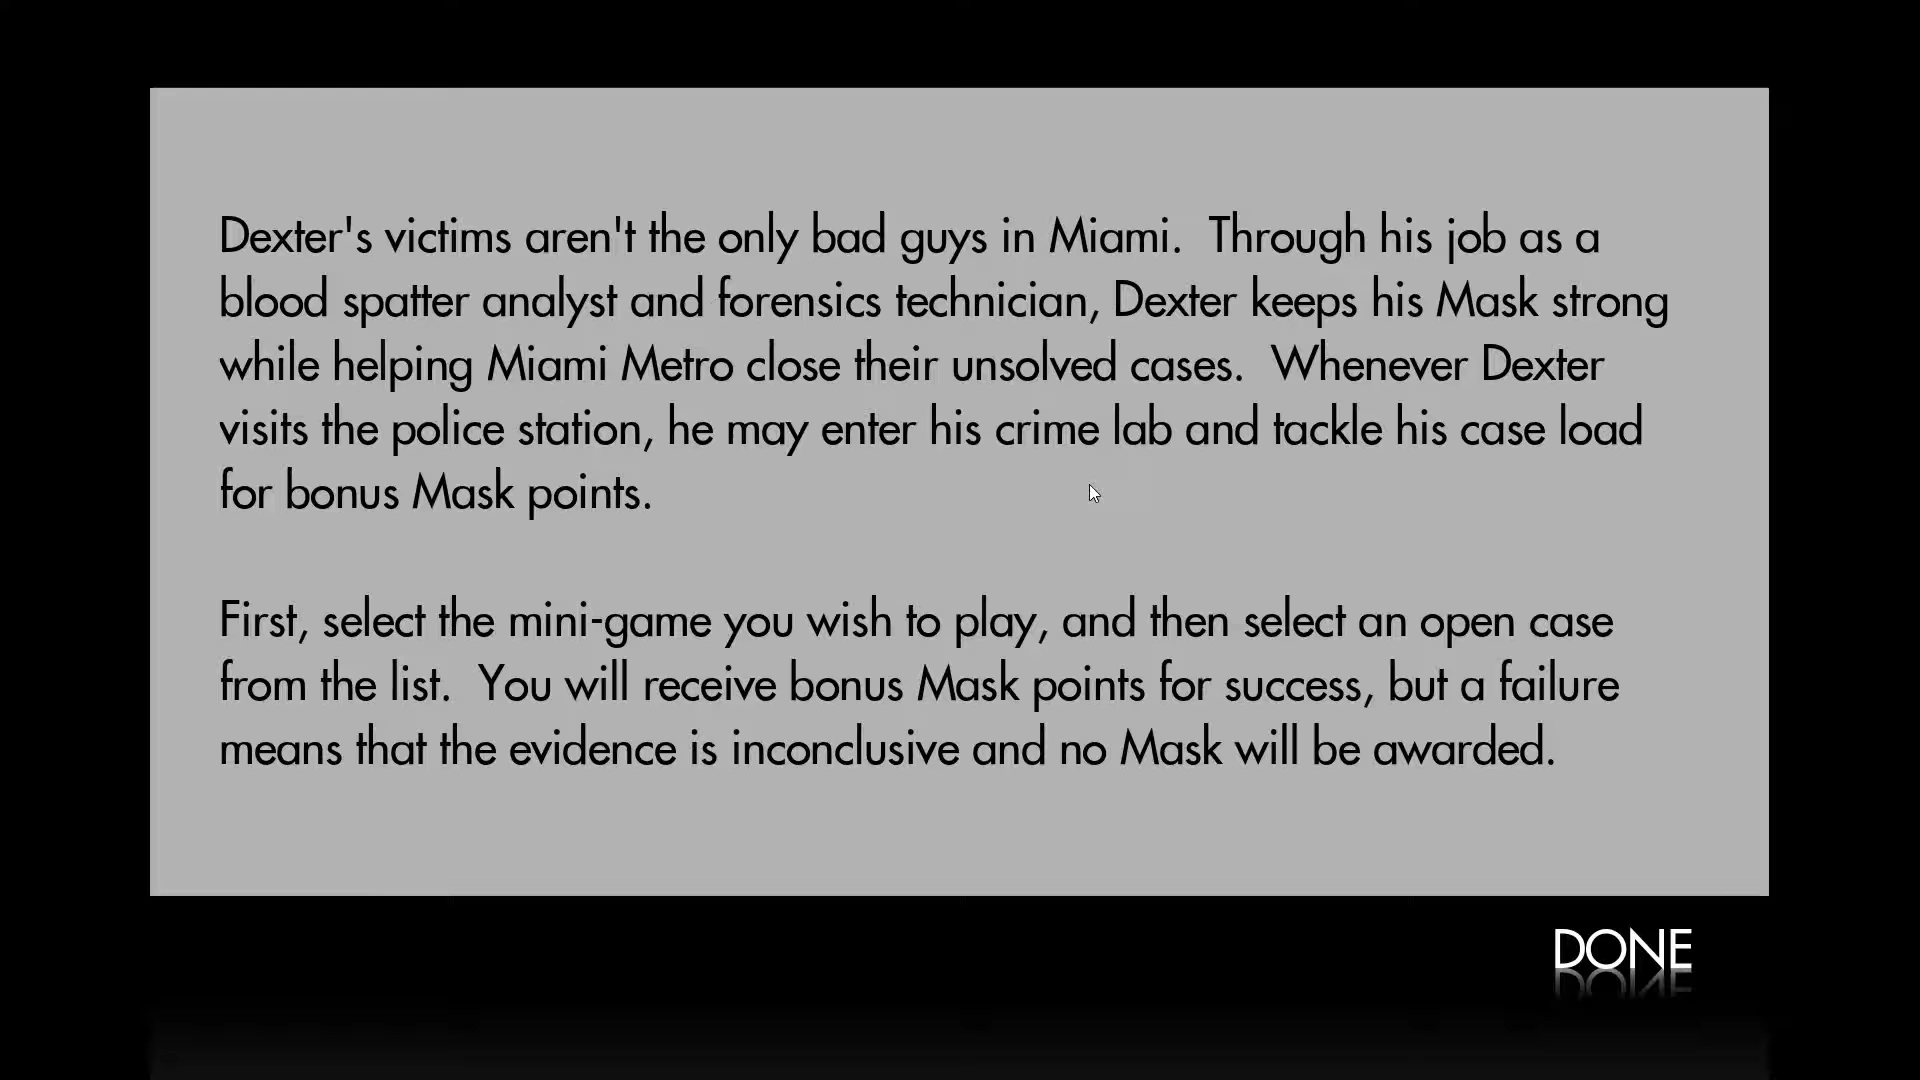 Dexter's victims aren't the only bad guys in Miami.  Through his job as a
blood spatter analyst and forensics technician, Dexter keeps his Mask strong
while helping Miami Metro close their unsolved cases.  Whenever Dexter
visits the police station, he may enter his crime lab and tackle his case load
for bonus Mask points.
First, select the mini-game you wish to play, and then select an open case
from the list.  You will receive bonus Mask points for success, but a failure
means that the evidence is inconclusive and no Mask will be awarded.
DONE